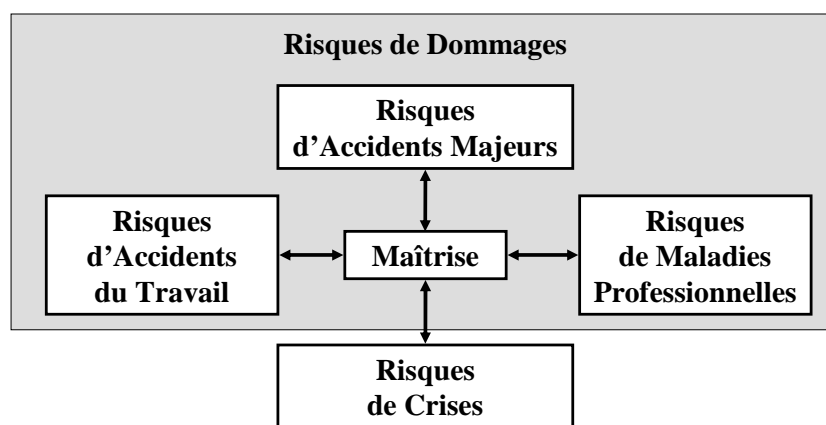 Risques de Dommages
Risques
d’Accidents Majeurs
Risques
d’Accidents
du Travail
Maîtrise
Risques
de Maladies
Professionnelles
Risques
de Crises